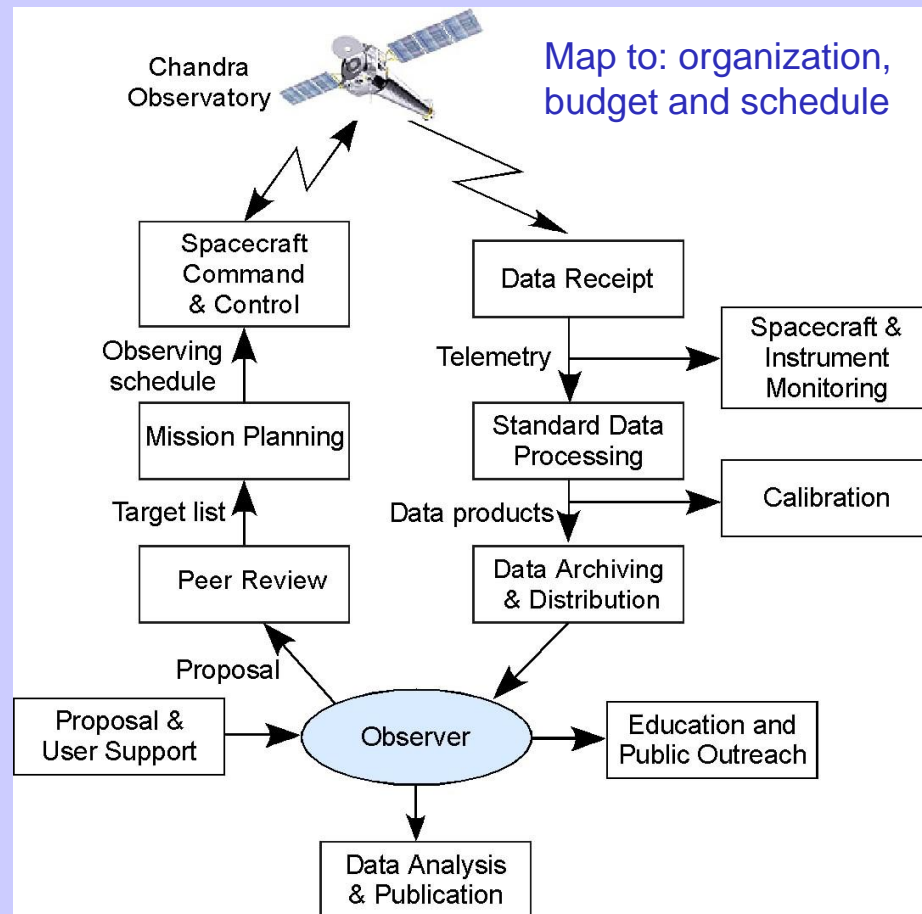 Chandra
Observatory
Map to: organization,
budget and schedule
Spacecraft
Command
& Control
Data Receipt
Observing
schedule
Telemetry
Spacecraft &
Instrument
Monitoring
Mission Planning
Standard Data
Processing
Target list
Data products
Calibration
Peer Review
Data Archiving
& Distribution
Proposal
Proposal &
User Support
Observer
Education and
Public Outreach
Data Analysis
& Publication